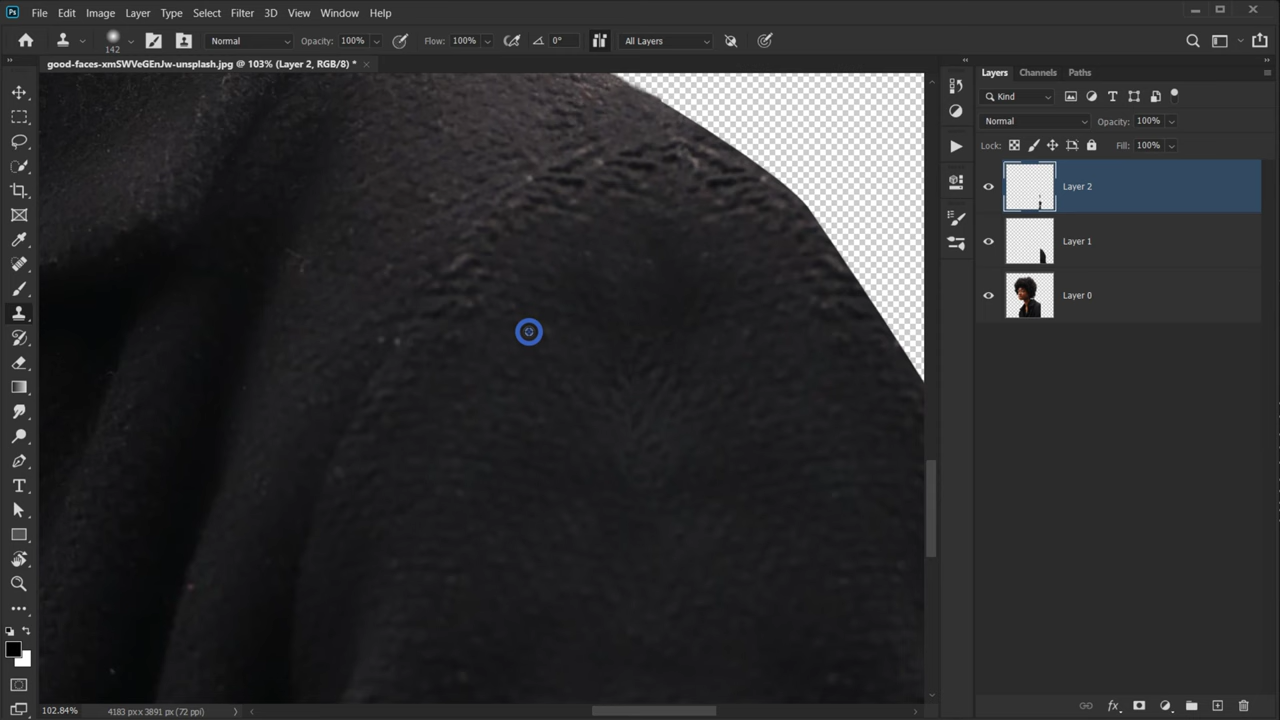 Ps File Edit Image Layer Type Select Filter 3D View Window Help
142 Normal Opacity: 100% Flow: 100% 0° All Layers
good-faces-xmSWVeGEnJw-unsplash.jpg @ 103% (Layer 2, RGB/8) *
Layers Channels Paths
Kind
Normal Opacity: 100%
Lock: Fill: 100%
Layer 2
Layer 1
Layer 0
102.84% 4183 px x 3891 px (72 ppi)